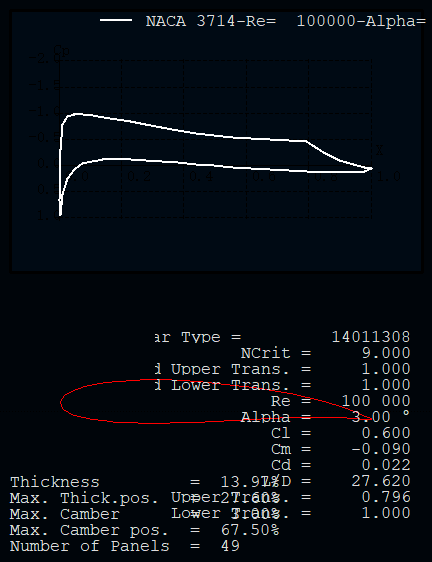 NACA 3714-Re=  100000-Alpha=
ar Type = 14011308
NCrit = 9.000
d Upper Trans. = 1.000
d Lower Trans. = 1.000
Re = 100 000
Alpha = 3.00 °
Cl = 0.600
Cm = -0.090
Cd = 0.022
L/D = 27.620
Upper Trans. = 0.796
Lower Trans. = 1.000
Thickness = 13.97%
Max. Thick.pos. = 27.60%
Max. Camber = 3.00%
Max. Camber pos. = 67.50%
Number of Panels = 49